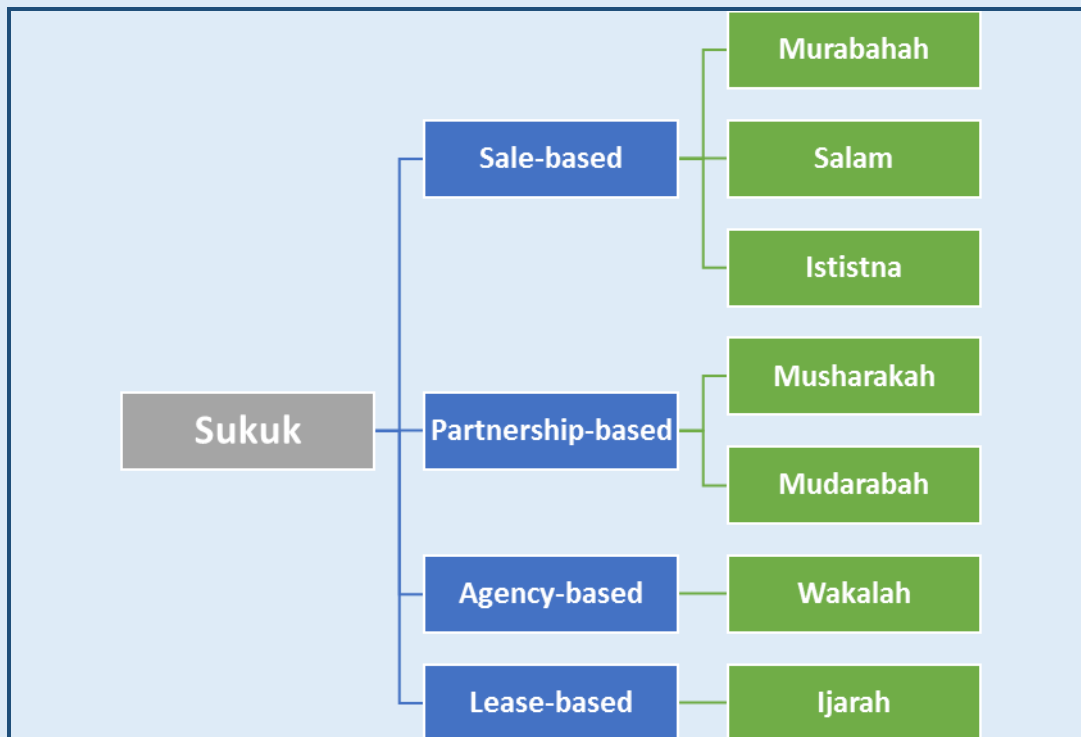 Sukuk
Sale-based
Murabahah
Salam
Ististna
Partnership-based
Musharakah
Mudarabah
Agency-based
Wakalah
Lease-based
Ijarah